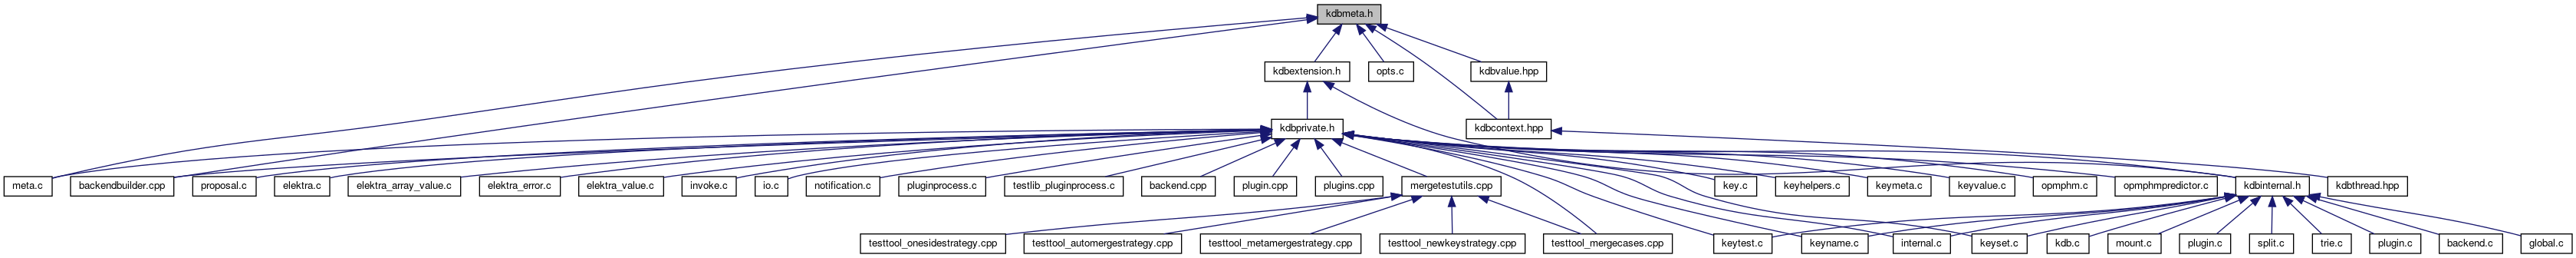 kdbmeta.h
kdbextension.h
opts.c
kdbvalue.hpp
kdbprivate.h
kdbcontext.hpp
meta.c
backendbuilder.cpp
proposal.c
elektra.c
elektra_array_value.c
elektra_error.c
elektra_value.c
invoke.c
io.c
notification.c
pluginprocess.c
testlib_pluginprocess.c
backend.cpp
plugin.cpp
plugins.cpp
mergetestutils.cpp
key.c
keyhelpers.c
keymeta.c
keyvalue.c
opmphm.c
opmphmpredictor.c
kdbinternal.h
kdbthread.hpp
testtool_onesidestrategy.cpp
testtool_automergestrategy.cpp
testtool_metamergestrategy.cpp
testtool_newkeystrategy.cpp
testtool_mergecases.cpp
keytest.c
keyname.c
internal.c
keyset.c
kdb.c
mount.c
plugin.c
split.c
trie.c
plugin.c
backend.c
global.c